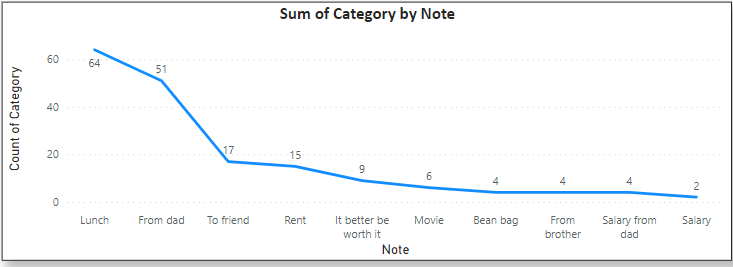 Sum of Category by Note
Count of Category
60
40
20
0
64
51
17
15
9
6
4
4
4
2
Lunch
From dad
To friend
Rent
It better be
worth it
Movie
Bean bag
From
brother
Salary from
dad
Salary
Note